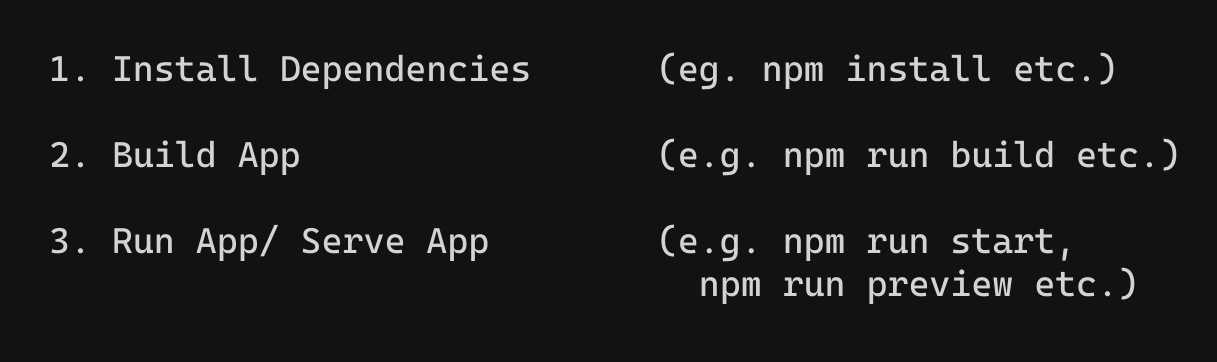 1. Install Dependencies (eg. npm install etc.)
2. Build App (e.g. npm run build etc.)
3. Run App/ Serve App (e.g. npm run start,
npm run preview etc.)